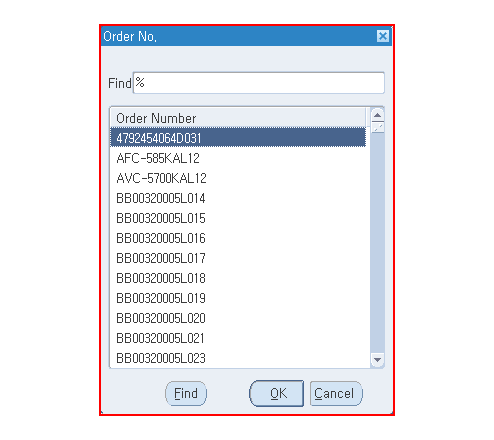 Order No.
Find %
Order Number
4792454064D031
AFC-585KAL12
AVC-5700KAL12
BB00320005L014
BB00320005L015
BB00320005L016
BB00320005L017
BB00320005L018
BB00320005L019
BB00320005L020
BB00320005L021
BB00320005L023
Find OK Cancel